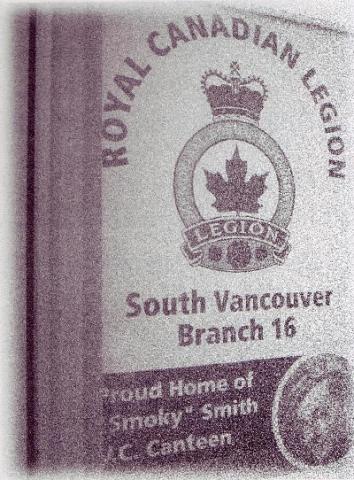 ROYAL CANADIAN LEGION
LEGION
South Vancouver
Branch 16
Proud Home of
"Smoky" Smith
V.C. Canteen